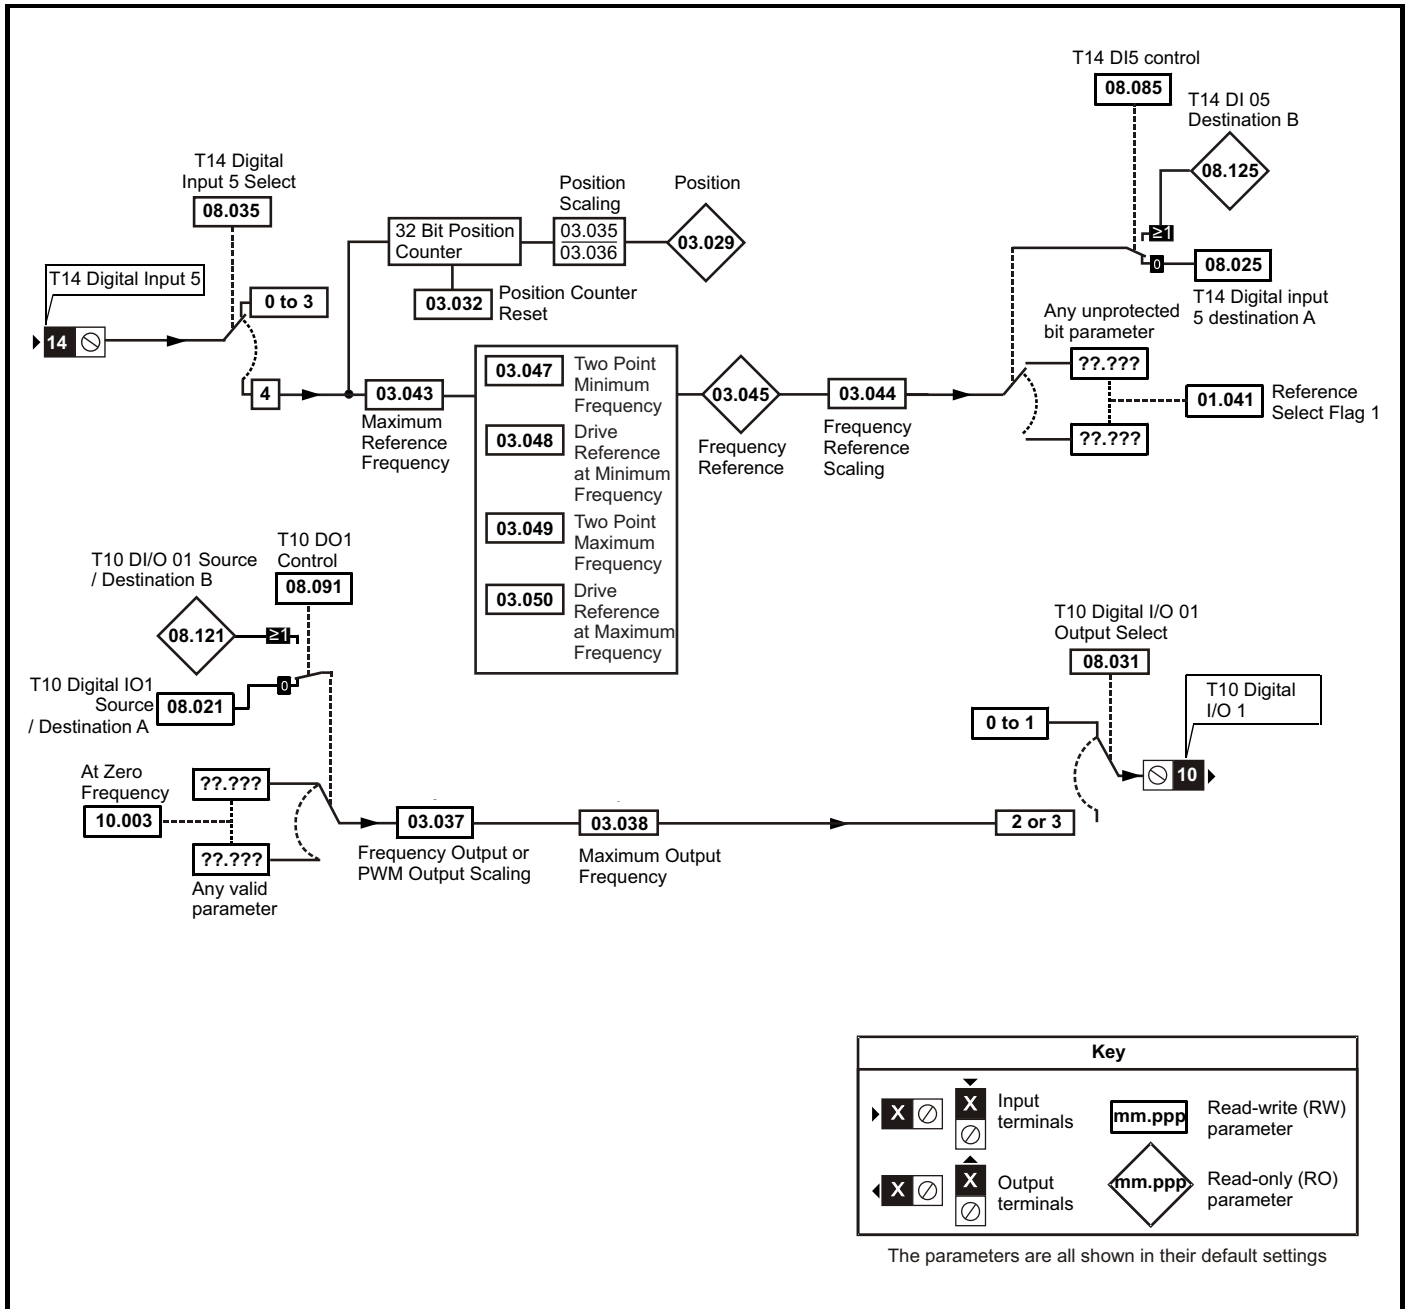 T14 DI5 control
08.085
T14 DI 05
Destination B
08.125
≥1
0
08.025
T14 Digital input
5 destination A
T14 Digital
Input 5 Select
08.035
T14 Digital Input 5
14
0 to 3
4
32 Bit Position
Counter
03.032
Position Counter
Reset
Position
Scaling
03.035
03.036
Position
03.029
03.043
Maximum
Reference
Frequency
03.047
Two Point
Minimum
Frequency
03.048
Drive
Reference
at Minimum
Frequency
03.049
Two Point
Maximum
Frequency
03.050
Drive
Reference
at Maximum
Frequency
03.045
Frequency
Reference
03.044
Frequency
Reference
Scaling
Any unprotected
bit parameter
??.???
??.???
01.041
Reference
Select Flag 1
T10 DI/O 01 Source
/ Destination B
08.121
≥1
T10 DO1
Control
08.091
0
T10 Digital IO1
Source
/ Destination A
08.021
At Zero
Frequency
10.003
??.???
??.???
Any valid
parameter
03.037
Frequency Output or
PWM Output Scaling
03.038
Maximum Output
Frequency
2 or 3
0 to 1
T10 Digital I/O 01
Output Select
08.031
T10 Digital
I/O 1
10
Key
X
X
Input
terminals
mm.ppp
Read-write (RW)
parameter
X
X
Output
terminals
mm.ppp
Read-only (RO)
parameter
The parameters are all shown in their default settings